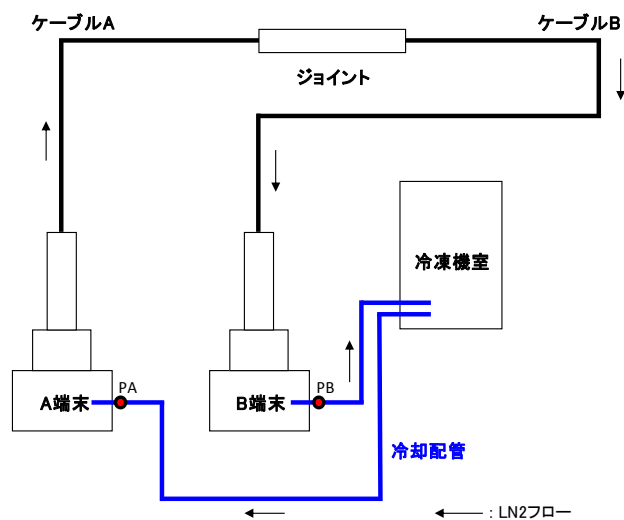 ケーブルA
ケーブルB
ジョイント
冷凍機室
PA
PB
A端末
B端末
冷却配管
: LN2フロー